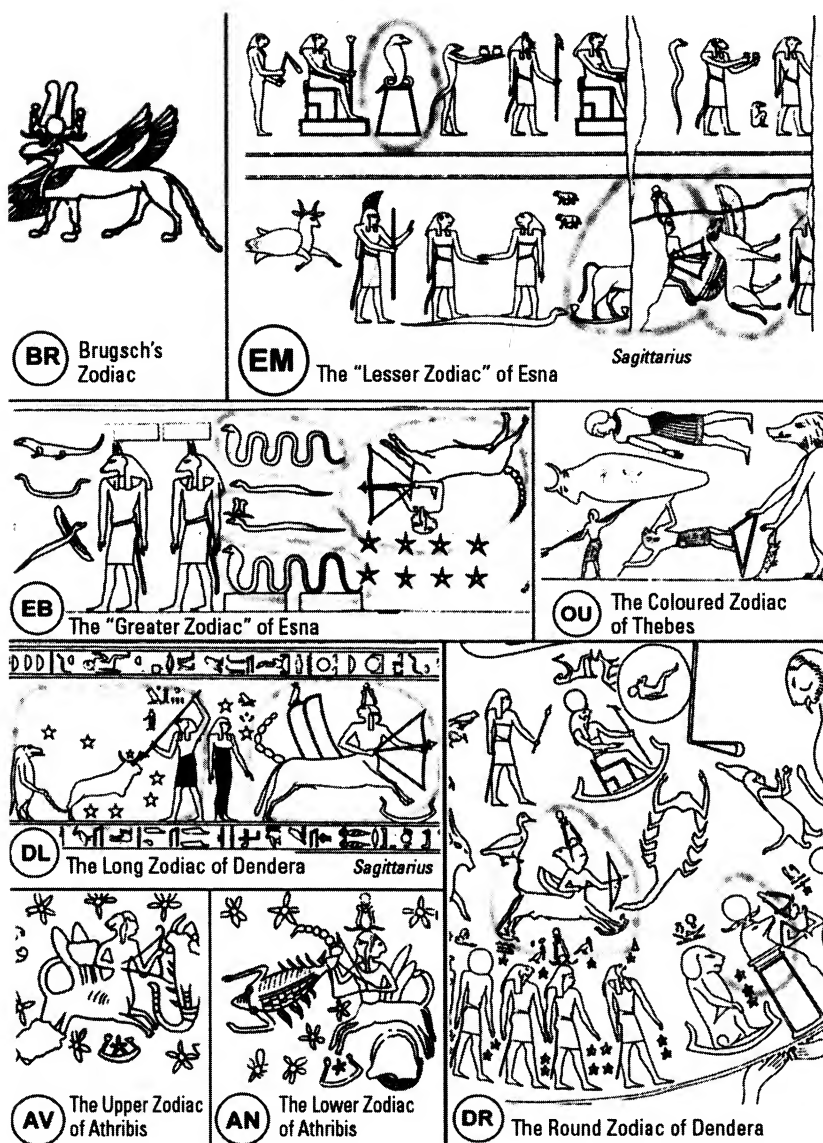 BR
Brugsch's
Zodiac
EM
The "Lesser Zodiac" of Esna
Sagittarius
EB
The "Greater Zodiac" of Esna
OU
The Coloured Zodiac
of Thebes
DL
The Long Zodiac of Dendera
Sagittarius
AV
The Upper Zodiac
of Athribis
AN
The Lower Zodiac
of Athribis
DR
The Round Zodiac of Dendera